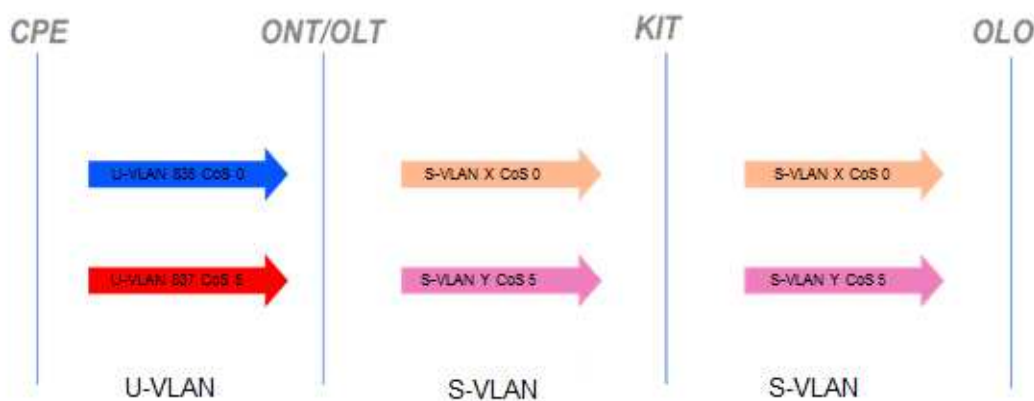 CPE
ONT/OLT
KIT
OLO
U-VLAN 835 CoS 0
S-VLAN X CoS 0
S-VLAN X CoS 0
U-VLAN 837 CoS 5
S-VLAN Y CoS 5
S-VLAN Y CoS 5
U-VLAN
S-VLAN
S-VLAN